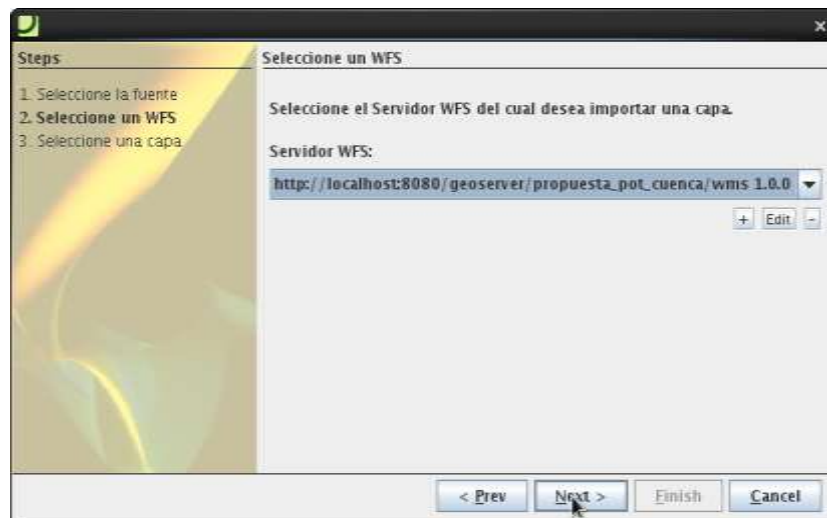 Steps
1. Seleccione la fuente
2. Seleccione un WFS
3. Seleccione una capa
Seleccione un WFS
Seleccione el Servidor WFS del cual desea importar una capa.
Servidor WFS:
http://localhost:8080/geoserver/propuesta_pot_cuenca/wms 1.0.0
+ Edit -
< Prev Next > Finish Cancel